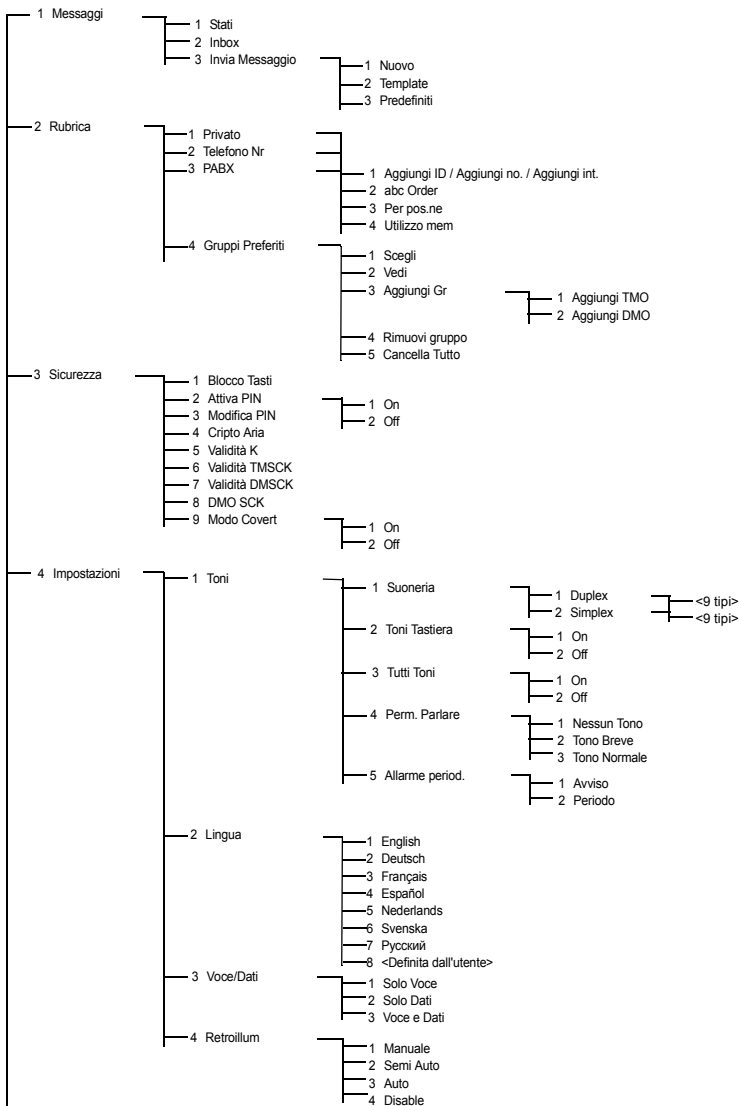 1 Messaggi
1 Stati
2 Inbox
3 Invia Messaggio
1 Nuovo
2 Template
3 Predefiniti
2 Rubrica
1 Privato
2 Telefono Nr
3 PABX
1 Aggiungi ID / Aggiungi no. / Aggiungi int.
2 abc Order
3 Per pos.ne
4 Utilizzo mem
4 Gruppi Preferiti
1 Scegli
2 Vedi
3 Aggiungi Gr
1 Aggiungi TMO
2 Aggiungi DMO
4 Rimuovi gruppo
5 Cancella Tutto
3 Sicurezza
1 Blocco Tasti
2 Attiva PIN
1 On
2 Off
3 Modifica PIN
4 Cripto Aria
5 Validità K
6 Validità TMSCK
7 Validità DMSCK
8 DMO SCK
9 Modo Covert
1 On
2 Off
4 Impostazioni
1 Toni
1 Suoneria
1 Duplex
<9 tipi>
2 Simplex
<9 tipi>
2 Toni Tastiera
1 On
2 Off
3 Tutti Toni
1 On
2 Off
4 Perm. Parlare
1 Nessun Tono
2 Tono Breve
3 Tono Normale
5 Allarme period.
1 Avviso
2 Periodo
2 Lingua
1 English
2 Deutsch
3 Français
4 Español
5 Nederlands
6 Svenska
7 Русский
8 <Definita dall'utente>
3 Voce/Dati
1 Solo Voce
2 Solo Dati
3 Voce e Dati
4 Retroillum
1 Manuale
2 Semi Auto
3 Auto
4 Disable